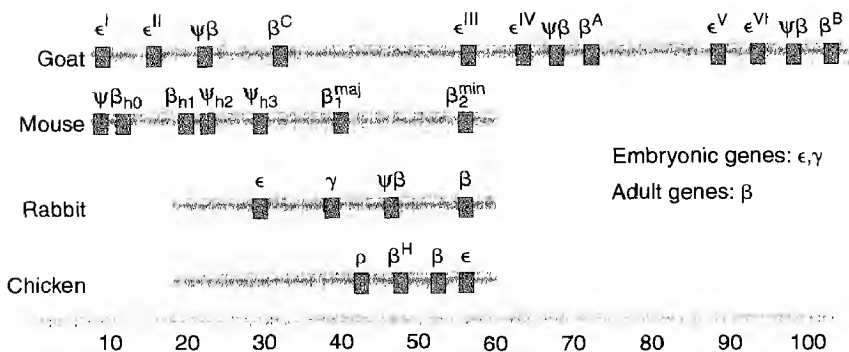 ϵ^I ϵ^II ψβ β^C ϵ^III ϵ^IV ψβ β^A ϵ^V ϵ^VI ψβ β^B
Goat
ψβ_h0 β_h1 ψ_h2 ψ_h3 β_1^maj β_2^min
Mouse
Embryonic genes: ϵ,γ
Adult genes: β
ϵ γ ψβ β
Rabbit
ρ β^H β ϵ
Chicken
10 20 30 40 50 60 70 80 90 100